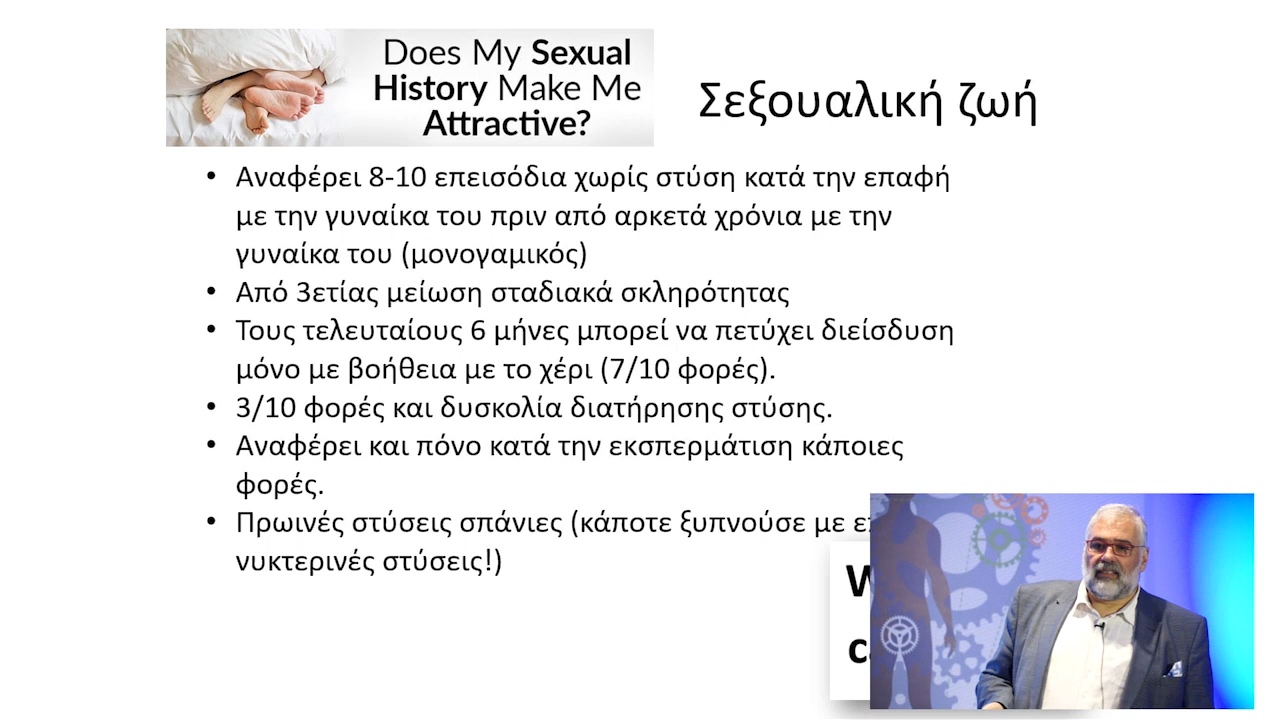 Does My Sexual
History Make Me
Attractive?
Σεξουαλική ζωή
• Αναφέρει 8-10 επεισόδια χωρίς στύση κατά την επαφή
με την γυναίκα του πριν από αρκετά χρόνια με την
γυναίκα του (μονογαμικός)
• Από 3ετίας μείωση σταδιακά σκληρότητας
• Τους τελευταίους 6 μήνες μπορεί να πετύχει διείσδυση
μόνο με βοήθεια με το χέρι (7/10 φορές).
• 3/10 φορές και δυσκολία διατήρησης στύσης.
• Αναφέρει και πόνο κατά την εκσπερμάτιση κάποιες
φορές.
• Πρωινές στύσεις σπάνιες (κάποτε ξυπνούσε με
νυκτερινές στύσεις!)